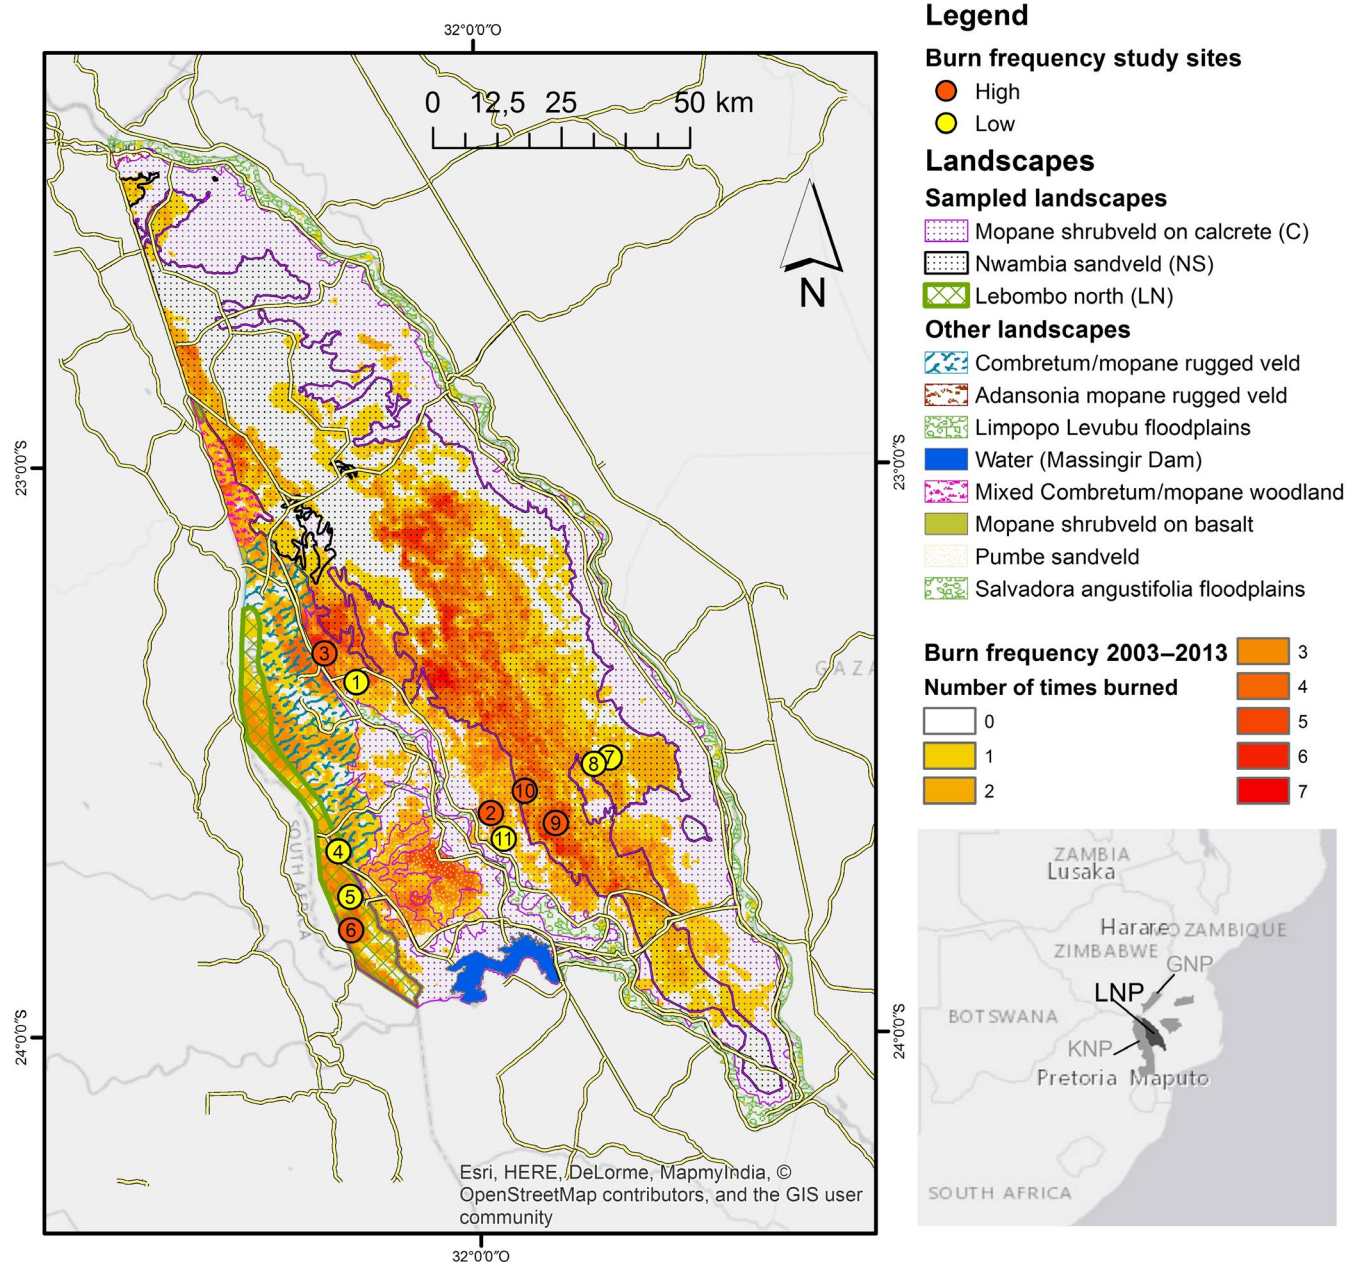 32°0'0"O
0 12,5 25 50 km
N
23°0'0"S
23°0'0"S
GAZA
3
1
8
7
10
2
9
11
4
5
6
SOUTH AFRICA
24°0'0"S
24°0'0"S
Esri, HERE, DeLorme, MapmyIndia, ©
OpenStreetMap contributors, and the GIS user
community
32°0'0"O
Legend
Burn frequency study sites
High
Low
Landscapes
Sampled landscapes
Mopane shrubveld on calcrete (C)
Nwambia sandveld (NS)
Lebombo north (LN)
Other landscapes
Combretum/mopane rugged veld
Adansonia mopane rugged veld
Limpopo Levubu floodplains
Water (Massingir Dam)
Mixed Combretum/mopane woodland
Mopane shrubveld on basalt
Pumbe sandveld
Salvadora angustifolia floodplains
Burn frequency 2003–2013
Number of times burned
0
1
2
3
4
5
6
7
ZAMBIA
Lusaka
Harare
MOZAMBIQUE
ZIMBABWE
GNP
LNP
BOTSWANA
KNP
Pretoria Maputo
SOUTH AFRICA